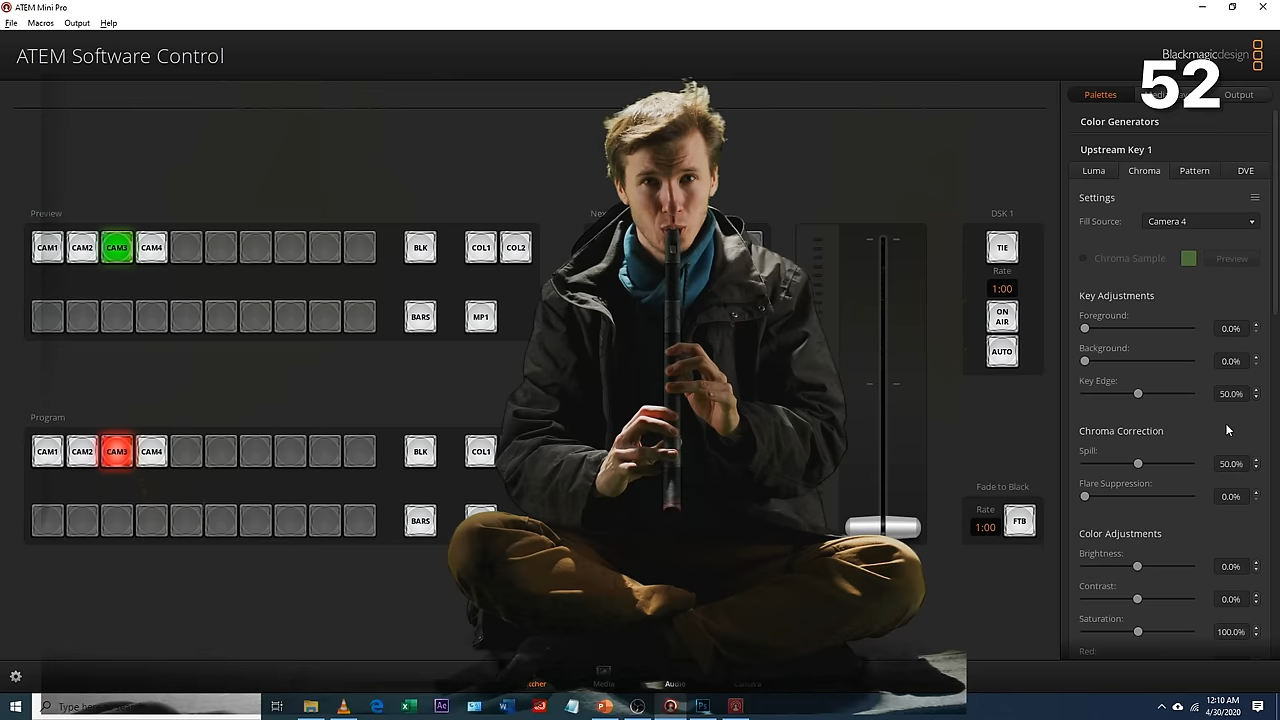 ATEM Mini Pro
File Macros Output Help
ATEM Software Control
Blackmagicdesign
52
Palettes Output
Color Generators
Upstream Key 1
Luma Chroma Pattern DVE
Settings
Fill Source: Camera 4
Chroma Sample Preview
Key Adjustments
Foreground: 0.0%
Background: 0.0%
Key Edge: 50.0%
Chroma Correction
Spill: 50.0%
Flare Suppression: 0.0%
Color Adjustments
Brightness: 0.0%
Contrast: 0.0%
Saturation: 100.0%
Red:
Preview
CAM1 CAM2 CAM3 CAM4 BLK COL1 COL2
BARS MP1
Program
CAM1 CAM2 CAM3 CAM4 BLK COL1
BARS
DSK 1
TIE
Rate
1:00
ON AIR
AUTO
Fade to Black
Rate
1:00 FTB
Media Audio Camera
12:10 AM
4/30/2020